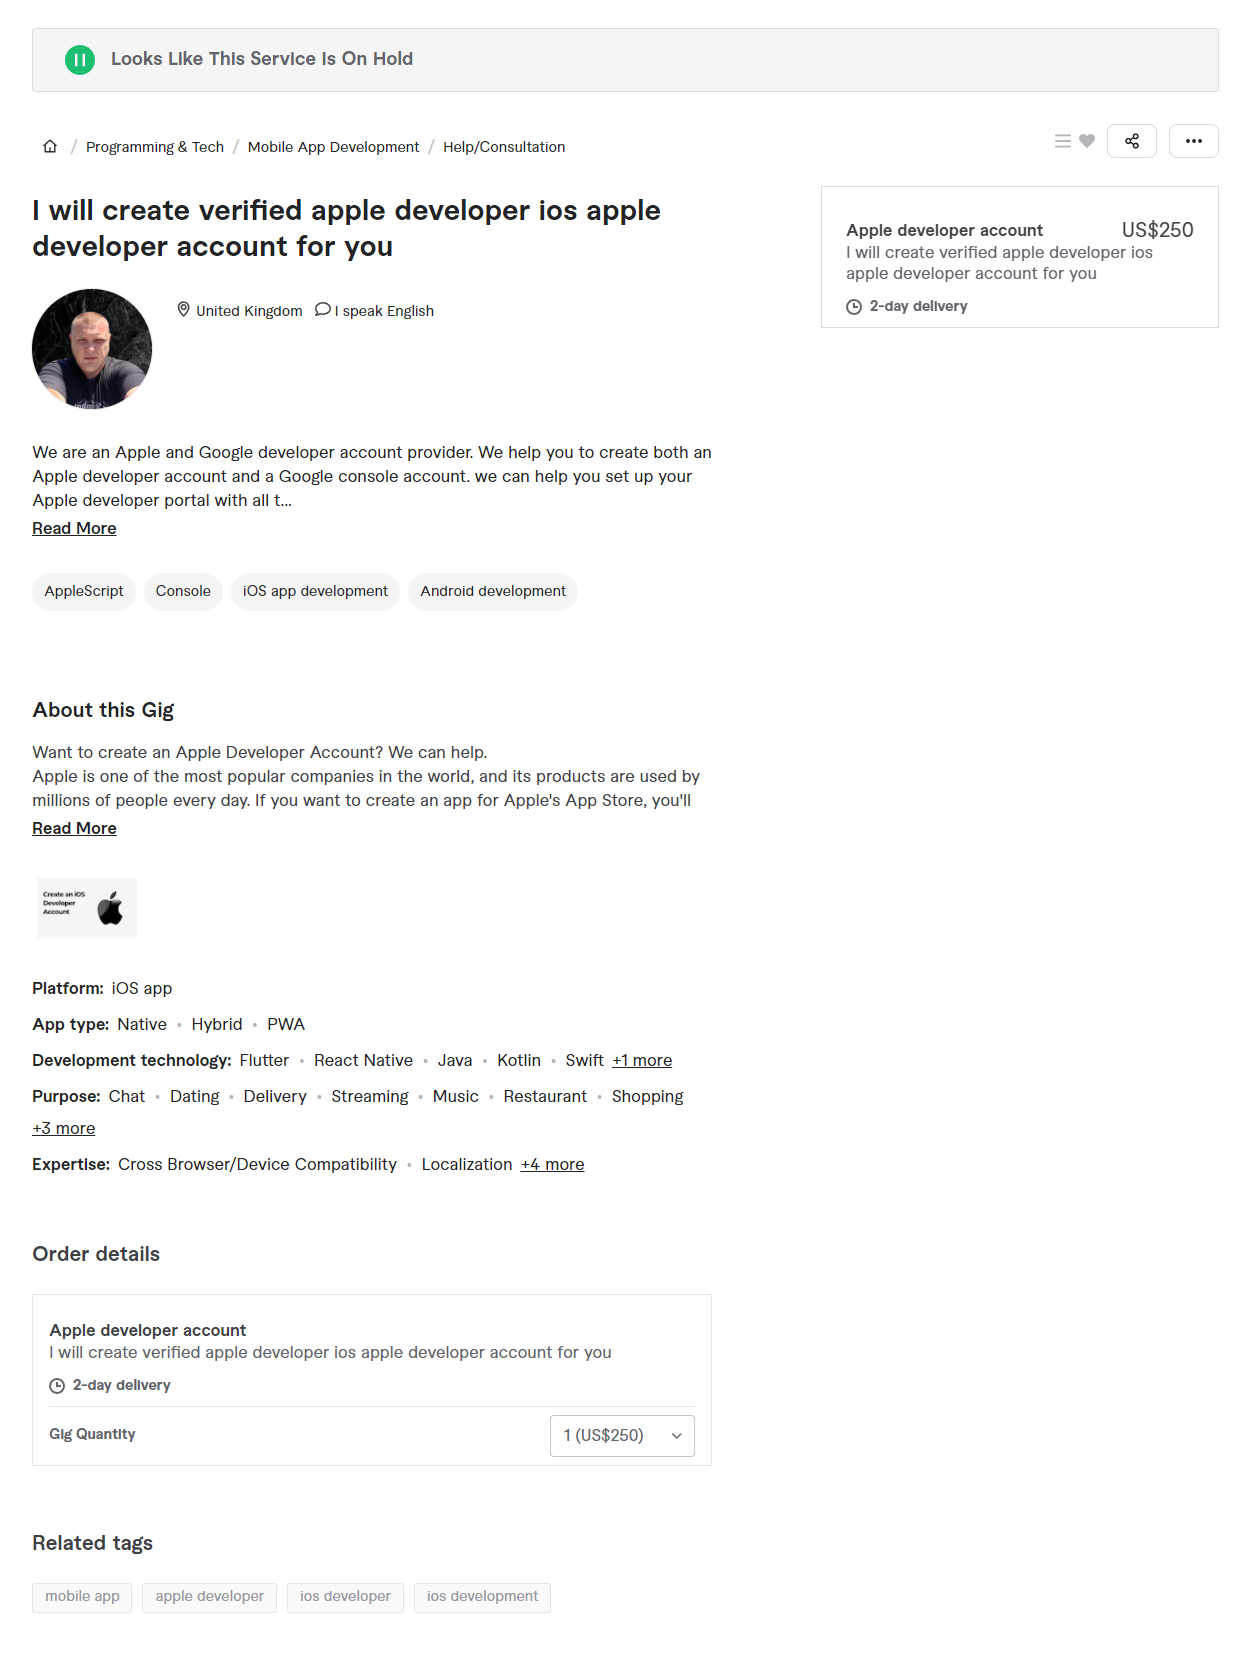 Looks Like This Service Is On Hold
/ Programming & Tech / Mobile App Development / Help/Consultation
I will create verified apple developer ios apple
developer account for you
United Kingdom I speak English
Apple developer account US$250
I will create verified apple developer ios
apple developer account for you
2-day delivery
We are an Apple and Google developer account provider. We help you to create both an
Apple developer account and a Google console account. we can help you set up your
Apple developer portal with all t...
Read More
AppleScript Console iOS app development Android development
About this Gig
Want to create an Apple Developer Account? We can help.
Apple is one of the most popular companies in the world, and its products are used by
millions of people every day. If you want to create an app for Apple's App Store, you'll
Read More
Create an iOS
Developer
Account
Platform: iOS app
App type: Native • Hybrid • PWA
Development technology: Flutter • React Native • Java • Kotlin • Swift +1 more
Purpose: Chat • Dating • Delivery • Streaming • Music • Restaurant • Shopping
+3 more
Expertise: Cross Browser/Device Compatibility • Localization +4 more
Order details
Apple developer account
I will create verified apple developer ios apple developer account for you
2-day delivery
Gig Quantity 1 (US$250)
Related tags
mobile app apple developer ios developer ios development